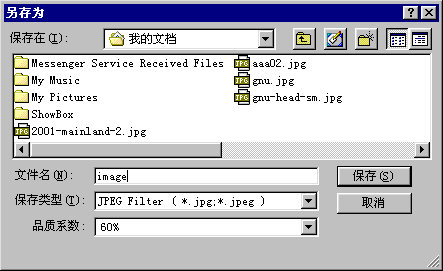 另存为
保存在(I): 我的文档
Messenger Service Received Files
My Music
My Pictures
ShowBox
2001-mainland-2.jpg
aaa02.jpg
gnu.jpg
gnu-head-sm.jpg
文件名(N): image
保存(S)
保存类型(T): JPEG Filter ( *.jpg;*.jpeg )
取消
品质系数: 60%